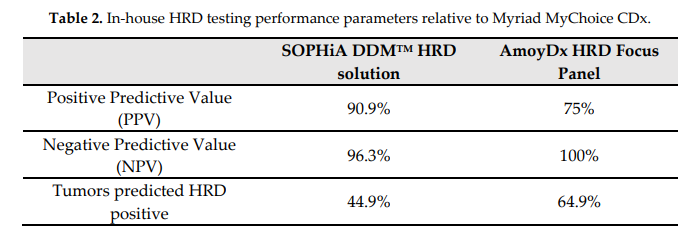 Table 2. In-house HRD testing performance parameters relative to Myriad MyChoice CDx.
SOPHiA DDM™ HRD solution AmoyDx HRD Focus Panel
Positive Predictive Value (PPV) 90.9% 75%
Negative Predictive Value (NPV) 96.3% 100%
Tumors predicted HRD positive 44.9% 64.9%